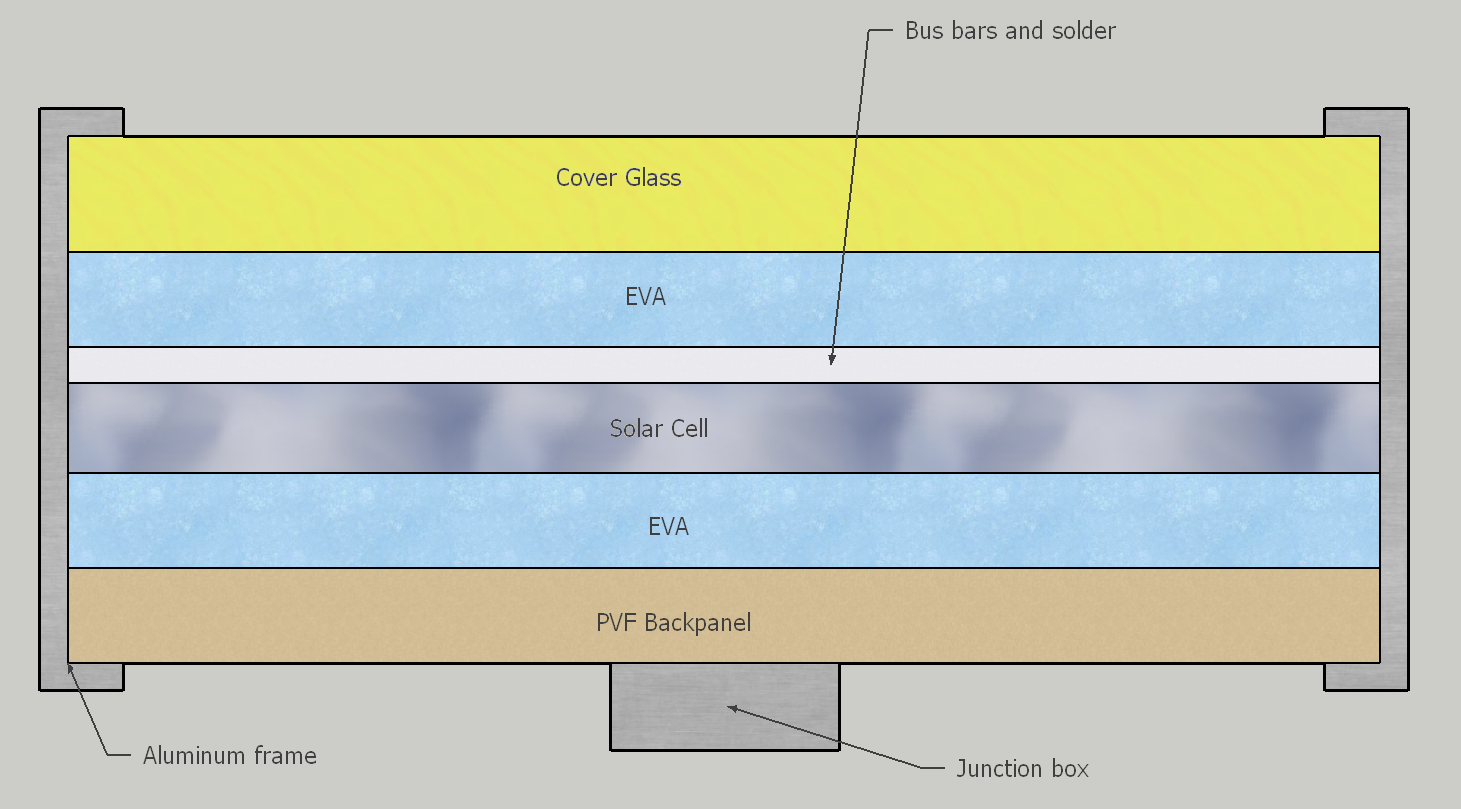 Bus bars and solder
Cover Glass
EVA
Solar Cell
EVA
PVF Backpanel
Aluminum frame
Junction box